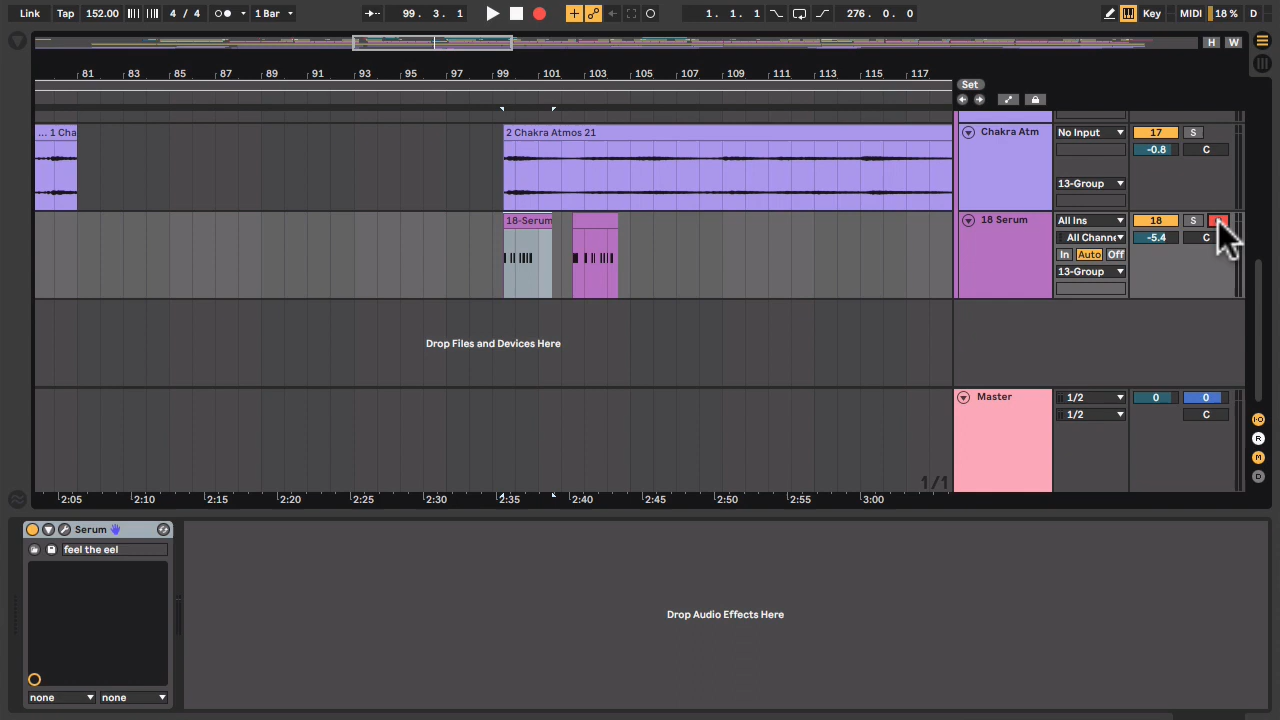 Link Tap 152.00 4 / 4 1 Bar 99. 3. 1 1. 1. 1 276. 0. 0 Key MIDI 18 % D
H W
81 83 85 87 89 91 93 95 97 99 101 103 105 107 109 111 113 115 117
Set
... 1 Cha 2 Chakra Atmos 21 Chakra Atm No Input 17 S
-0.8 C
13-Group
18-Serum 18 Serum All Ins 18 S
All Channe -5.4 C
In Auto Off
13-Group
Drop Files and Devices Here
Master 1/2 0 0
1/2 C
1/1
2:05 2:10 2:15 2:20 2:25 2:30 2:35 2:40 2:45 2:50 2:55 3:00
I·O
R
M
D
Serum
feel the eel
Drop Audio Effects Here
none none